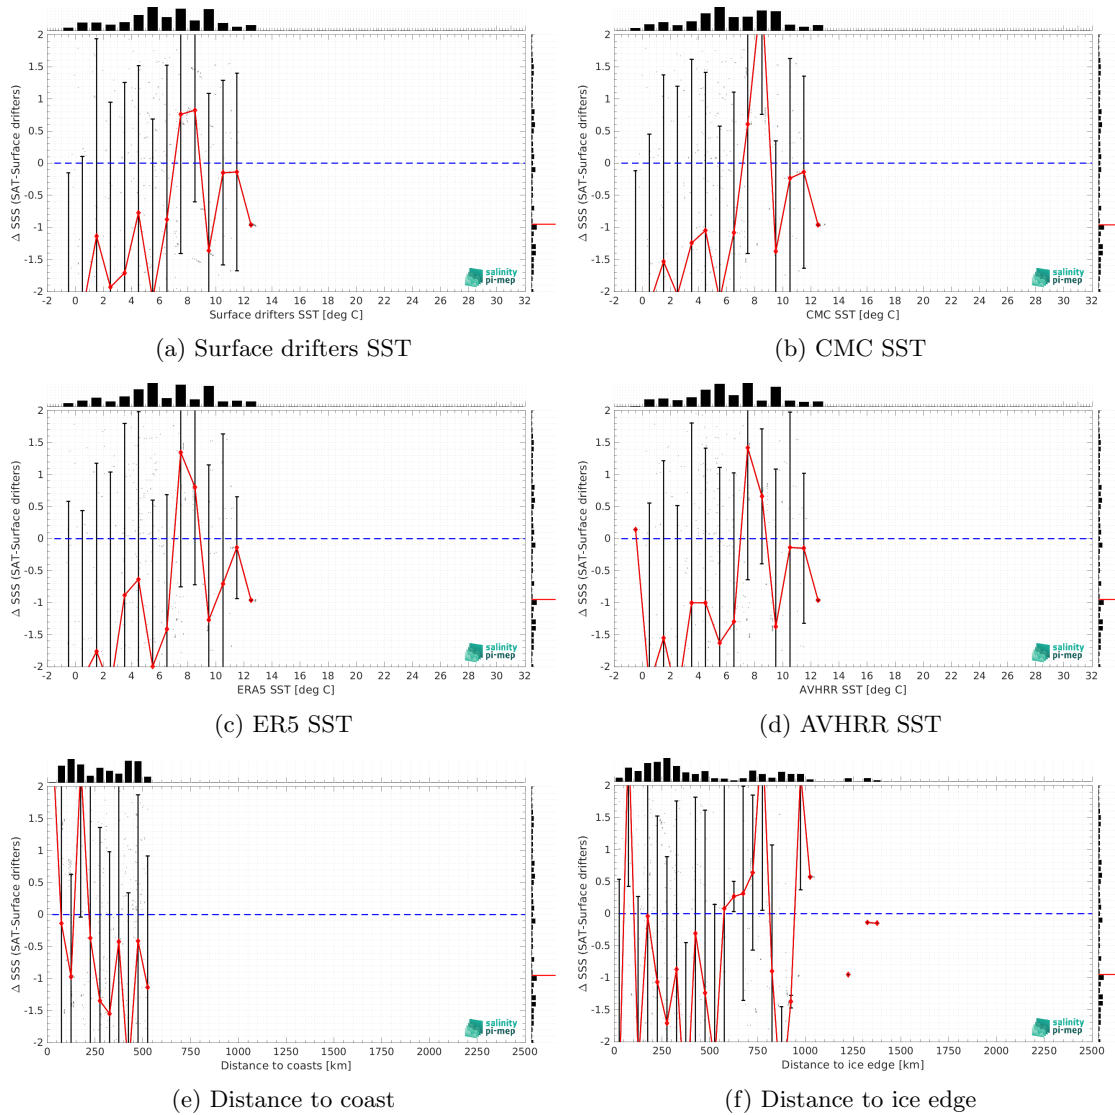 2
1.5
1
0.5
0
-0.5
-1
-1.5
-2
Δ SSS (SAT-Surface drifters)
-2 0 2 4 6 8 10 12 14 16 18 20 22 24 26 28 30 32
Surface drifters SST [deg C]
salinity
pi-mep
(a) Surface drifters SST
2
1.5
1
0.5
0
-0.5
-1
-1.5
-2
Δ SSS (SAT-Surface drifters)
-2 0 2 4 6 8 10 12 14 16 18 20 22 24 26 28 30 32
CMC SST [deg C]
salinity
pi-mep
(b) CMC SST
2
1.5
1
0.5
0
-0.5
-1
-1.5
-2
Δ SSS (SAT-Surface drifters)
-2 0 2 4 6 8 10 12 14 16 18 20 22 24 26 28 30 32
ERA5 SST [deg C]
salinity
pi-mep
(c) ER5 SST
2
1.5
1
0.5
0
-0.5
-1
-1.5
-2
Δ SSS (SAT-Surface drifters)
-2 0 2 4 6 8 10 12 14 16 18 20 22 24 26 28 30 32
AVHRR SST [deg C]
salinity
pi-mep
(d) AVHRR SST
2
1.5
1
0.5
0
-0.5
-1
-1.5
-2
Δ SSS (SAT-Surface drifters)
0 250 500 750 1000 1250 1500 1750 2000 2250 2500
Distance to coasts [km]
salinity
pi-mep
(e) Distance to coast
2
1.5
1
0.5
0
-0.5
-1
-1.5
-2
Δ SSS (SAT-Surface drifters)
0 250 500 750 1000 1250 1500 1750 2000 2250 2500
Distance to ice edge [km]
salinity
pi-mep
(f) Distance to ice edge